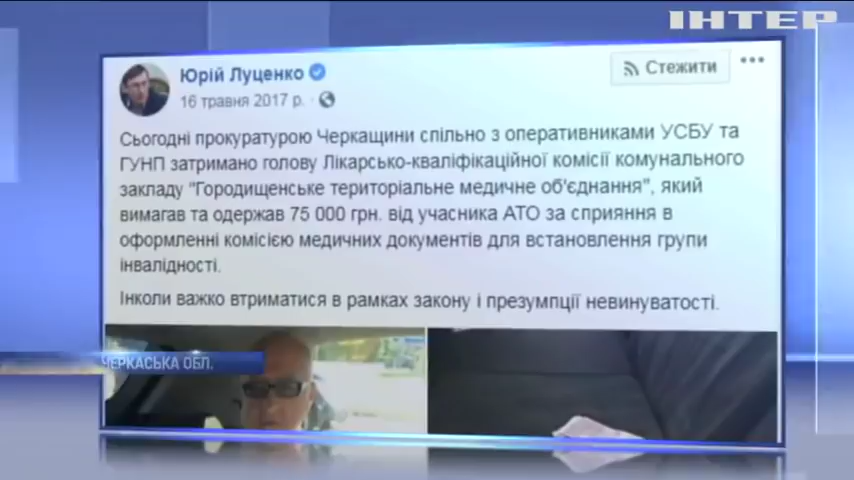 ІНТЕР
Юрій Луценко
Стежити
16 травня 2017 р.
Сьогодні прокуратурою Черкащини спільно з оперативниками УСБУ та
ГУНП затримано голову Лікарсько-кваліфікаційної комісії комунального
закладу "Городищенське територіальне медичне об'єднання", який
вимагав та одержав 75 000 грн. від учасника АТО за сприяння в
оформленні комісією медичних документів для встановлення групи
інвалідності.
Інколи важко втриматися в рамках закону і презумпції невинуватості.
ЧЕРКАСЬКА ОБЛ.